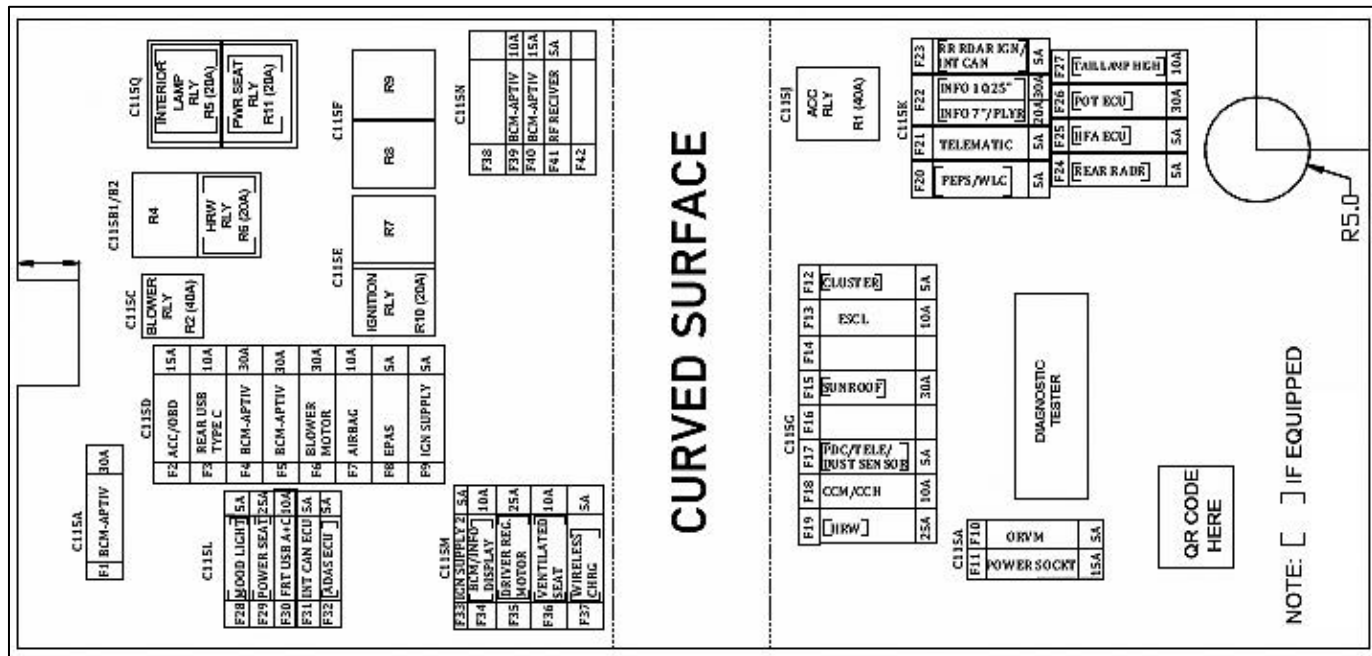 C115Q
INTERIOR
LAMP
RLY
R5 (20A)
PWR SEAT
RLY
R11 (20A)
C115B1/B2
R4
HRW
RLY
R6 (20A)
C115C
BLOWER
RLY
R2 (40A)
C115F
R9
R8
C115E
R7
IGNITION
RLY
R10 (20A)
C115N
F38
F39 BCM-APTIV 10A
F40 BCM-APTIV 15A
F41 RF RECIVER 5A
F42
C115D
F2 ACC/OBD 15A
F3 REAR USB
TYPE C 10A
F4 BCM-APTIV 30A
F5 BCM-APTIV 30A
F6 BLOWER
MOTOR 30A
F7 AIRBAG 10A
F8 EPAS 5A
F9 IGN SUPPLY 5A
C115A
F1 BCM-APTIV 30A
C115L
F28 [MOOD LIGHT] 5A
F29 [POWER SEAT] 25A
F30 FRT USB A+C 10A
F31 [INT CAN ECU] 5A
F32 [ADAS ECU] 5A
C115M
F33 IGN SUPPLY 2 5A
F34 [BCM/INFO
DISPLAY] 10A
F35 [DRIVER REG.
MOTOR] 25A
F36 [VENTILATED
SEAT] 10A
F37 [WIRELESS
CHRG] 5A
CURVED SURFACE
C115J
ACC
RLY
R1 (40A)
C115K
F23 [RR RDAR IGN/
INT CAN] 5A
F22 [INFO 10.25" 30A
INFO 7"/PLYR] 20A
F21 TELEMATIC 5A
F20 [PEPS/WLC] 5A
F27 [TAILLAMP HIGH] 10A
F26 [POT ECU] 30A
F25 [HFA ECU] 5A
F24 [REAR RADR] 5A
R5.0
C115G
F12 [CLUSTER] 5A
F13 ESCL 10A
F14
F15 [SUNROOF] 30A
F16
F17 [PDC/TELE/
DUST SENSOR] 5A
F18 CCM/CCH 10A
F19 [HRW] 25A
DIAGNOSTIC
TESTER
C115A
F10 ORVM 5A
F11 POWER SOCKT 15A
QR CODE
HERE
NOTE: [ ] IF EQUIPPED